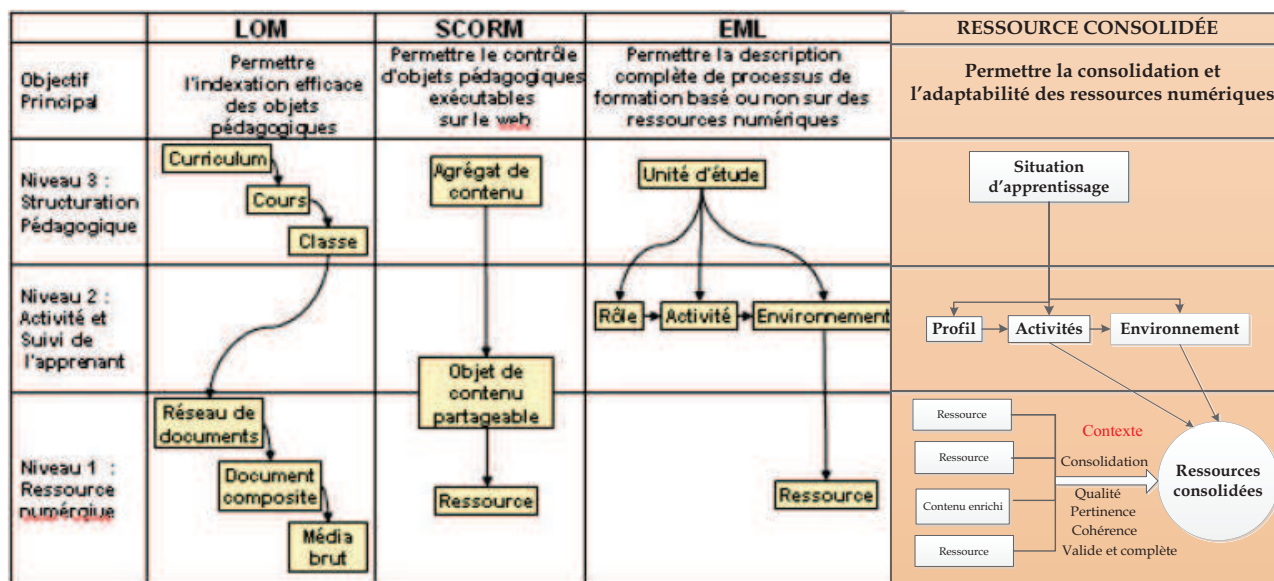 LOM
SCORM
EML
RESSOURCE CONSOLIDÉE
Objectif
Principal
Permettre
l'indexation efficace
des objets
pédagogiques
Permettre le contrôle
d'objets pédagogiques
exécutables
sur le web
Permettre la description
complète de processus de
formation basé ou non sur des
ressources numériques
Permettre la consolidation et
l'adaptabilité des ressources numériques
Niveau 3 :
Structuration
Pédagogique
Curriculum
Cours
Classe
Agrégat de
contenu
Unité d'étude
Situation
d'apprentissage
Niveau 2 :
Activité et
Suivi de
l'apprenant
Rôle
Activité
Environnement
Profil
Activités
Environnement
Objet de
contenu
partageable
Niveau 1 :
Ressource
numérqiue
Réseau de
documents
Document
composite
Média
brut
Ressource
Ressource
Ressource
Ressource
Contenu enrichi
Ressource
Contexte
Consolidation
Qualité
Pertinence
Cohérence
Valide et complète
Ressources
consolidées